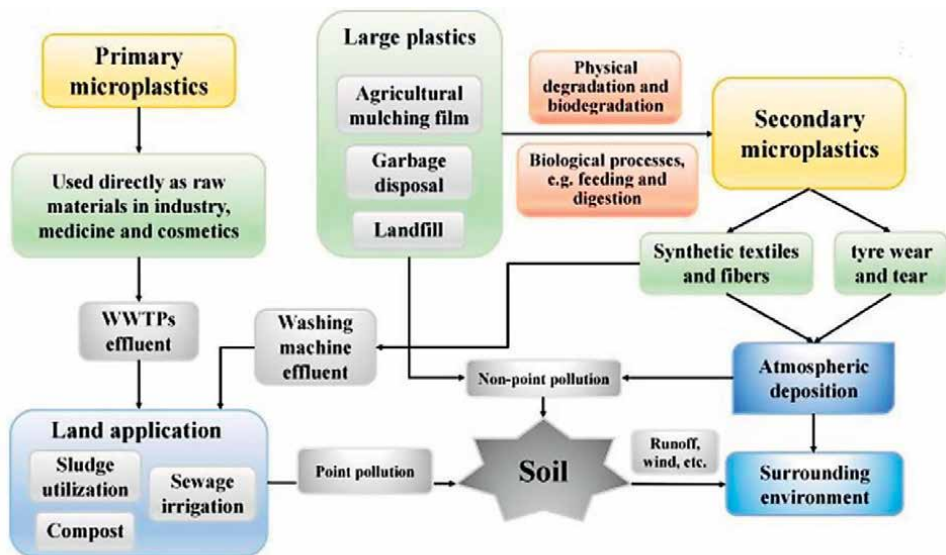 Primary
microplastics
Used directly as raw
materials in industry,
medicine and cosmetics
WWTPs
effluent
Large plastics
Agricultural
mulching film
Garbage
disposal
Landfill
Physical
degradation and
biodegradation
Biological processes,
e.g. feeding and
digestion
Secondary
microplastics
Synthetic textiles
and fibers
tyre wear
and tear
Washing
machine
effluent
Non-point pollution
Atmospheric
deposition
Land application
Sludge
utilization
Sewage
irrigation
Compost
Point pollution
Soil
Runoff,
wind, etc.
Surrounding
environment